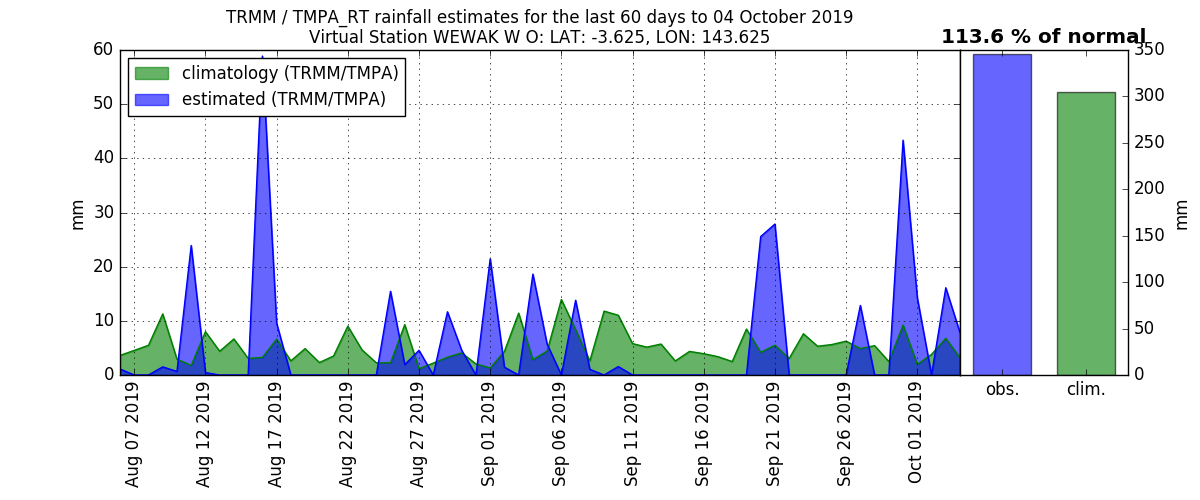 TRMM / TMPA_RT rainfall estimates for the last 60 days to 04 October 2019
Virtual Station WEWAK W O: LAT: -3.625, LON: 143.625
113.6 % of normal
climatology (TRMM/TMPA)
estimated (TRMM/TMPA)
60
50
40
30
20
10
0
mm
350
300
250
200
150
100
50
0
mm
Aug 07 2019
Aug 12 2019
Aug 17 2019
Aug 22 2019
Aug 27 2019
Sep 01 2019
Sep 06 2019
Sep 11 2019
Sep 16 2019
Sep 21 2019
Sep 26 2019
Oct 01 2019
obs.
clim.